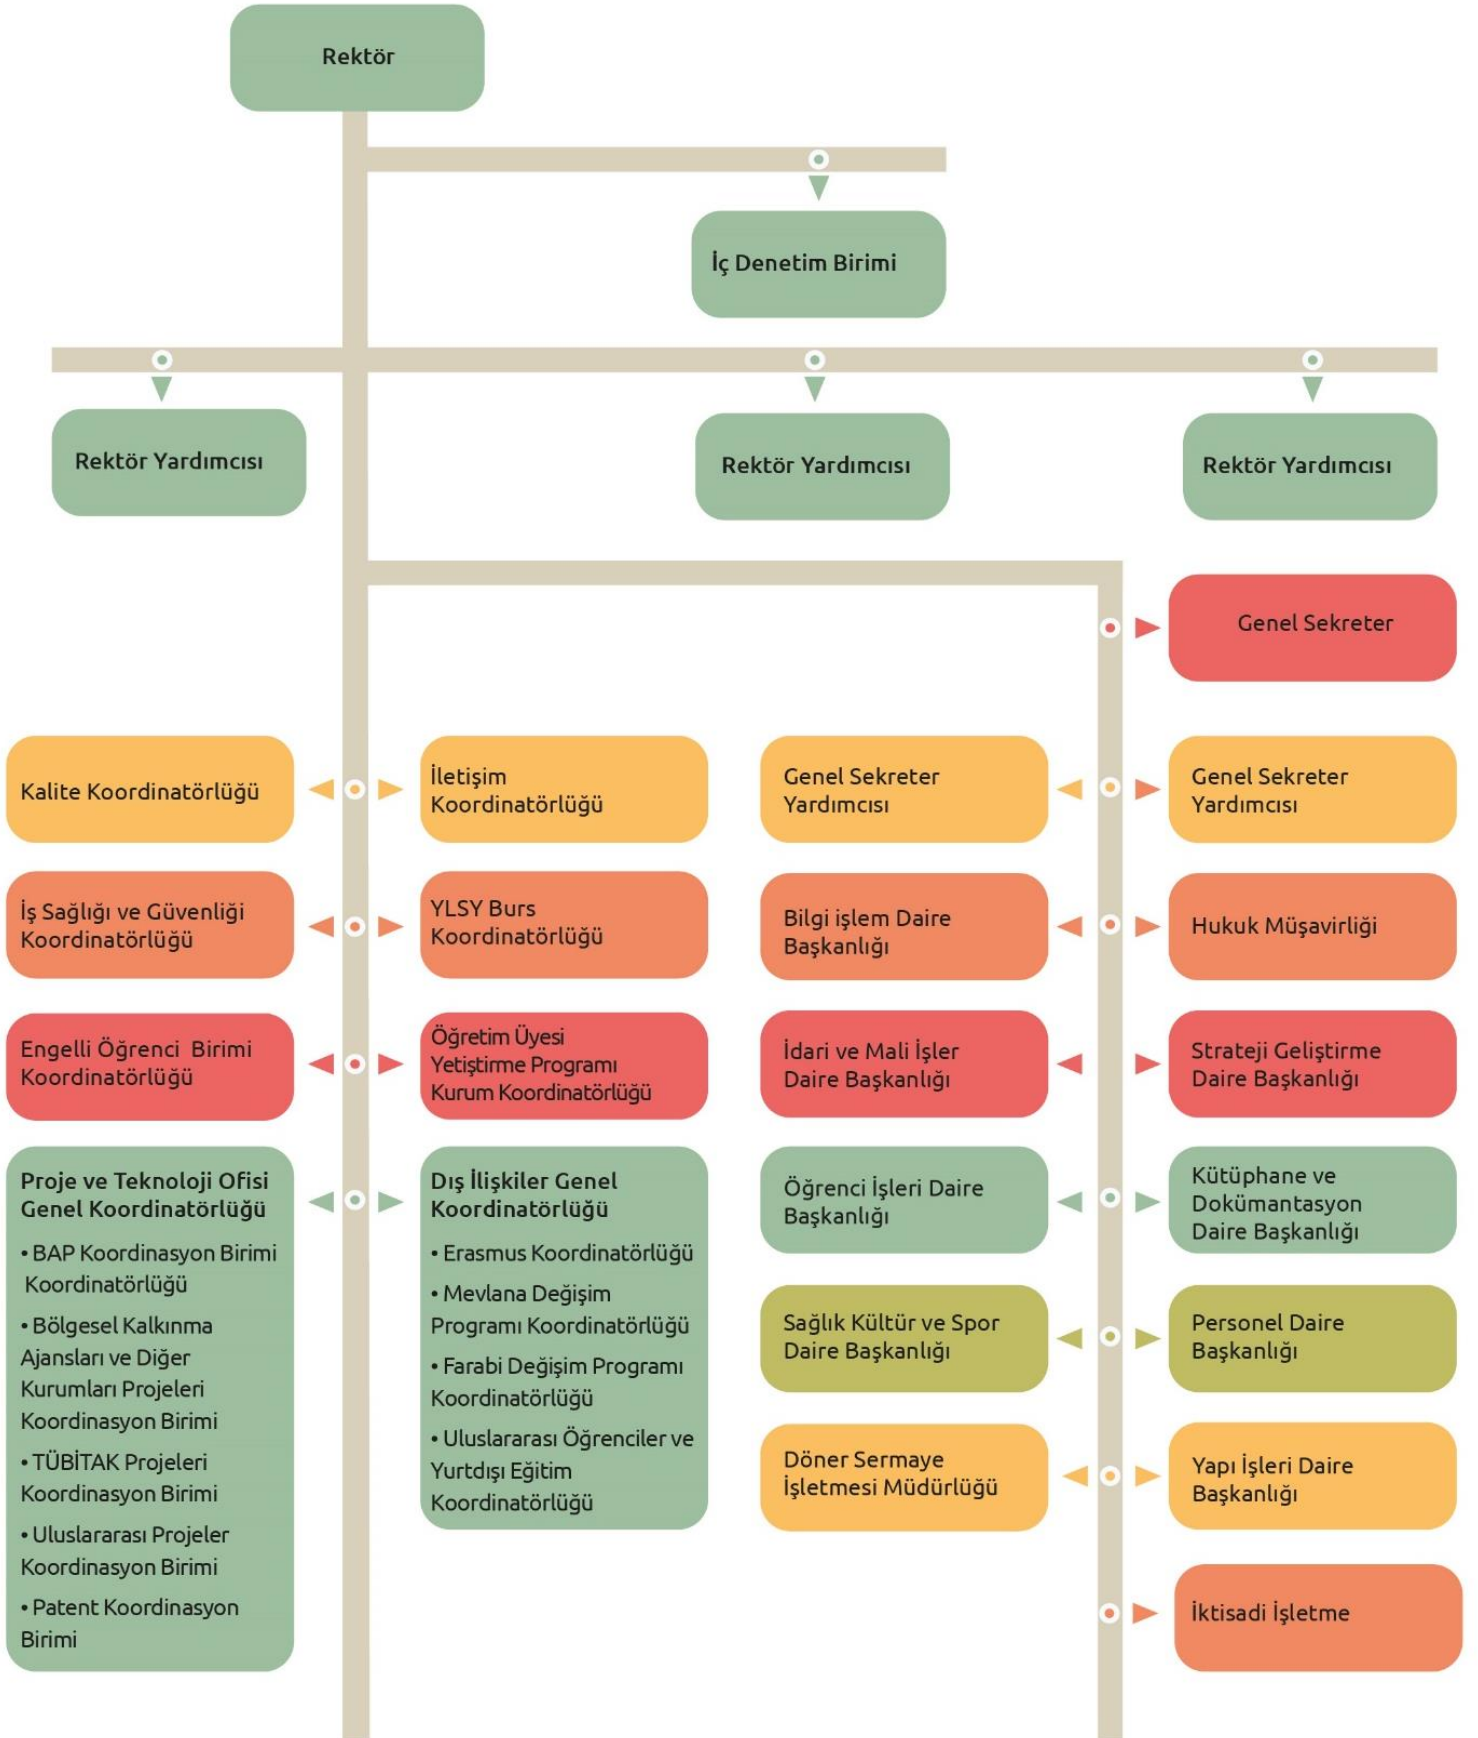 Rektör
İç Denetim Birimi
Rektör Yardımcısı
Rektör Yardımcısı
Rektör Yardımcısı
Genel Sekreter
Kalite Koordinatörlüğü
İletişim
Koordinatörlüğü
Genel Sekreter
Yardımcısı
Genel Sekreter
Yardımcısı
İş Sağlığı ve Güvenliği
Koordinatörlüğü
YLSY Burs
Koordinatörlüğü
Bilgi işlem Daire
Başkanlığı
Hukuk Müşavirliği
Engelli Öğrenci Birimi
Koordinatörlüğü
Öğretim Üyesi
Yetiştirme Programı
Kurum Koordinatörlüğü
İdari ve Mali İşler
Daire Başkanlığı
Strateji Geliştirme
Daire Başkanlığı
Proje ve Teknoloji Ofisi
Genel Koordinatörlüğü
• BAP Koordinasyon Birimi
Koordinatörlüğü
• Bölgesel Kalkınma
Ajansları ve Diğer
Kurumları Projeleri
Koordinasyon Birimi
• TÜBİTAK Projeleri
Koordinasyon Birimi
• Uluslararası Projeler
Koordinasyon Birimi
• Patent Koordinasyon
Birimi
Dış İlişkiler Genel
Koordinatörlüğü
• Erasmus Koordinatörlüğü
• Mevlana Değişim
Programı Koordinatörlüğü
• Farabi Değişim Programı
Koordinatörlüğü
• Uluslararası Öğrenciler ve
Yurtdışı Eğitim
Koordinatörlüğü
Öğrenci İşleri Daire
Başkanlığı
Kütüphane ve
Dokümantasyon
Daire Başkanlığı
Sağlık Kültür ve Spor
Daire Başkanlığı
Personel Daire
Başkanlığı
Döner Sermaye
İşletmesi Müdürlüğü
Yapı İşleri Daire
Başkanlığı
İktisadi İşletme